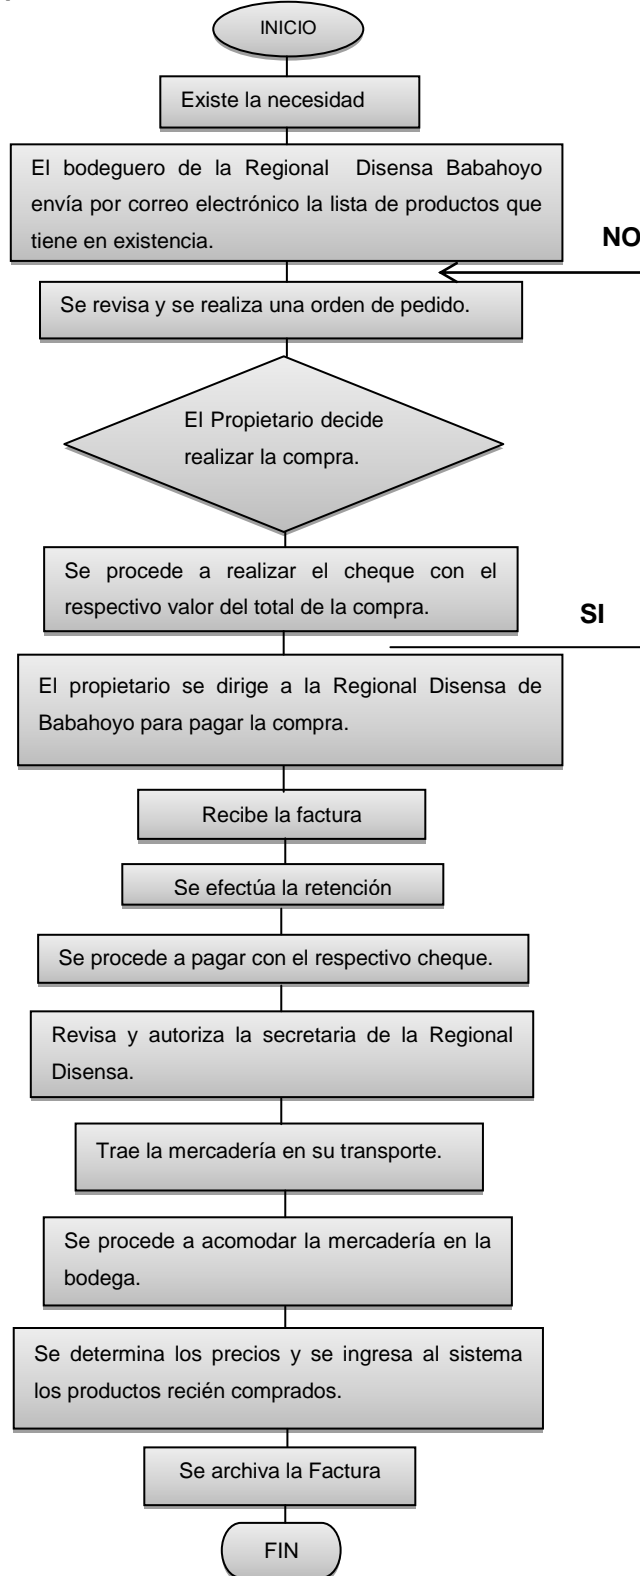 INICIO
Existe la necesidad
El bodeguero de la Regional Disensa Babahoyo
envía por correo electrónico la lista de productos que
tiene en existencia.
NO
Se revisa y se realiza una orden de pedido.
El Propietario decide
realizar la compra.
Se procede a realizar el cheque con el
respectivo valor del total de la compra.
SI
El propietario se dirige a la Regional Disensa de
Babahoyo para pagar la compra.
Recibe la factura
Se efectúa la retención
Se procede a pagar con el respectivo cheque.
Revisa y autoriza la secretaria de la Regional
Disensa.
Trae la mercadería en su transporte.
Se procede a acomodar la mercadería en la
bodega.
Se determina los precios y se ingresa al sistema
los productos recién comprados.
Se archiva la Factura
FIN